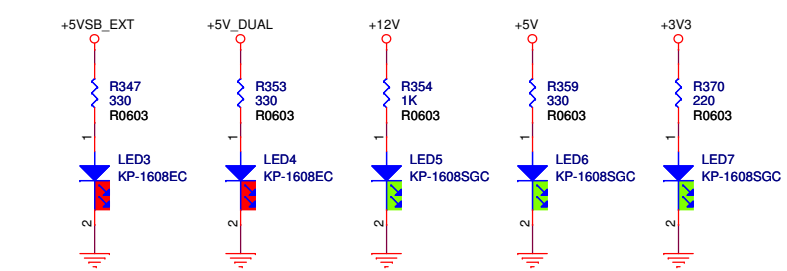 +5VSB_EXT
R347
330
R0603
1
LED3
KP-1608EC
2
+5V_DUAL
R353
330
R0603
1
LED4
KP-1608EC
2
+12V
R354
1K
R0603
1
LED5
KP-1608SGC
2
+5V
R359
330
R0603
1
LED6
KP-1608SGC
2
+3V3
R370
220
R0603
1
LED7
KP-1608SGC
2